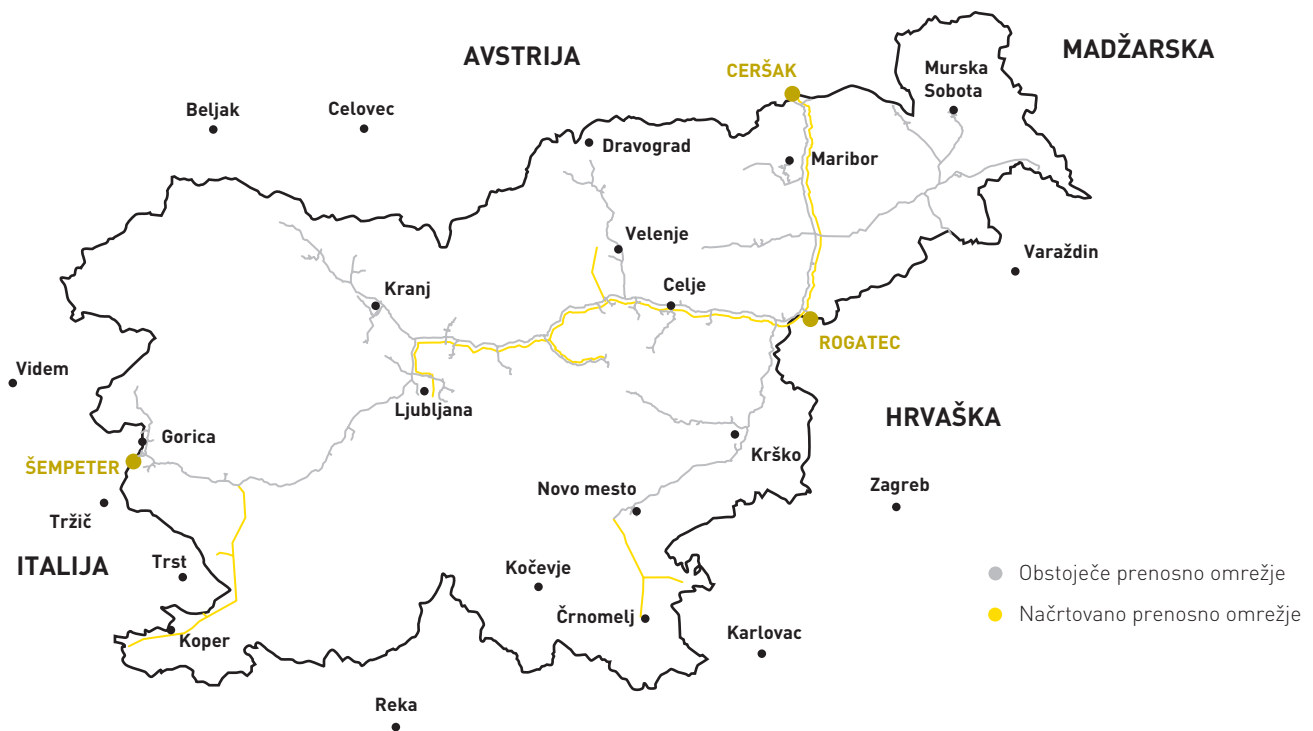 AVSTRIJA
MADŽARSKA
CERŠAK
Murska
Sobota
Beljak
Celovec
Dravograd
Maribor
Velenje
Varaždin
Kranj
Celje
ROGATEC
Videm
Ljubljana
HRVAŠKA
Gorica
ŠEMPETER
Krško
Novo mesto
Zagreb
Tržič
ITALIJA
Trst
Kočevje
Obstoječe prenosno omrežje
Črnomelj
Načrtovano prenosno omrežje
Koper
Karlovac
Reka